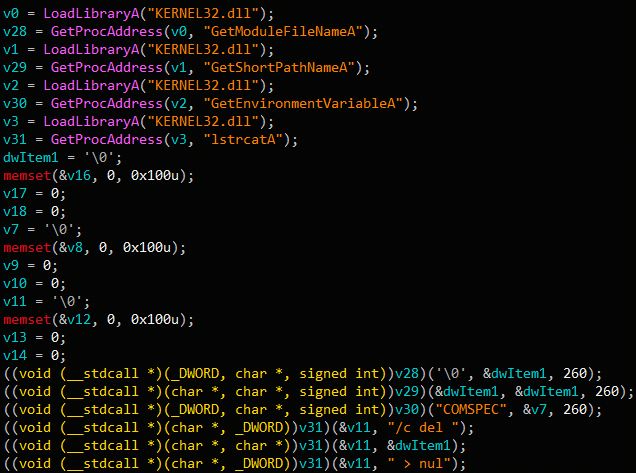 v0 = LoadLibraryA("KERNEL32.dll");
v28 = GetProcAddress(v0, "GetModuleFileNameA");
v1 = LoadLibraryA("KERNEL32.dll");
v29 = GetProcAddress(v1, "GetShortPathNameA");
v2 = LoadLibraryA("KERNEL32.dll");
v30 = GetProcAddress(v2, "GetEnvironmentVariableA");
v3 = LoadLibraryA("KERNEL32.dll");
v31 = GetProcAddress(v3, "lstrcatA");
dwItem1 = '\0';
memset(&v16, 0, 0x100u);
v17 = 0;
v18 = 0;
v7 = '\0';
memset(&v8, 0, 0x100u);
v9 = 0;
v10 = 0;
v11 = '\0';
memset(&v12, 0, 0x100u);
v13 = 0;
v14 = 0;
((void (__stdcall *)(_DWORD, char *, signed int))v28)('\0', &dwItem1, 260);
((void (__stdcall *)(char *, char *, signed int))v29)(&dwItem1, &dwItem1, 260);
((void (__stdcall *)(_DWORD, char *, signed int))v30)("COMSPEC", &v7, 260);
((void (__stdcall *)(char *, _DWORD))v31)(&v11, "/c del ");
((void (__stdcall *)(char *, char *))v31)(&v11, &dwItem1);
((void (__stdcall *)(char *, _DWORD))v31)(&v11, " > nul");